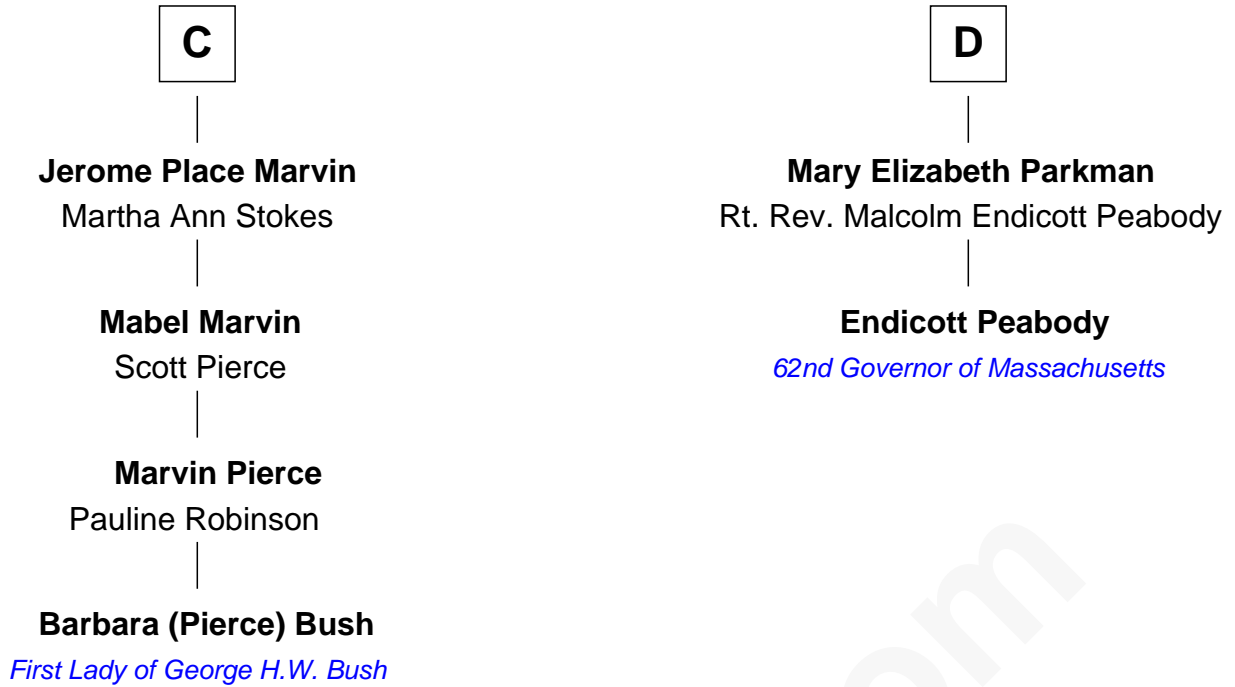 C
Jerome Place Marvin
Martha Ann Stokes
Mabel Marvin
Scott Pierce
Marvin Pierce
Pauline Robinson
Barbara (Pierce) Bush
First Lady of George H.W. Bush
D
Mary Elizabeth Parkman
Rt. Rev. Malcolm Endicott Peabody
Endicott Peabody
62nd Governor of Massachusetts
om